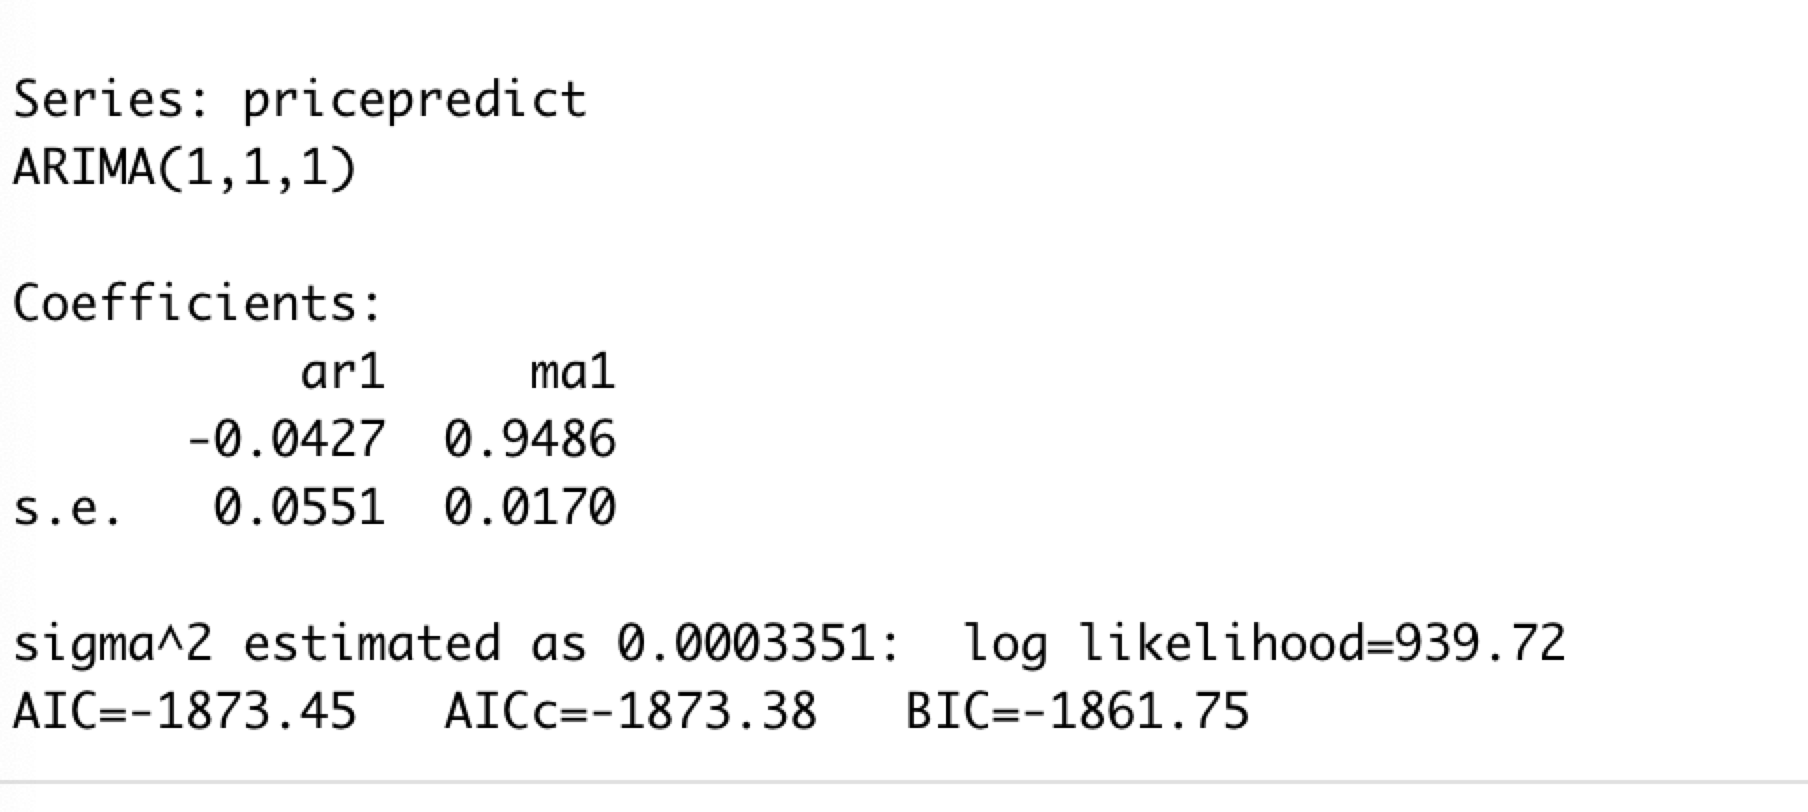 Series: pricepredict
ARIMA(1,1,1)
Coefficients:
ar1 ma1
-0.0427 0.9486
s.e. 0.0551 0.0170
sigma^2 estimated as 0.0003351: log likelihood=939.72
AIC=-1873.45 AICc=-1873.38 BIC=-1861.75